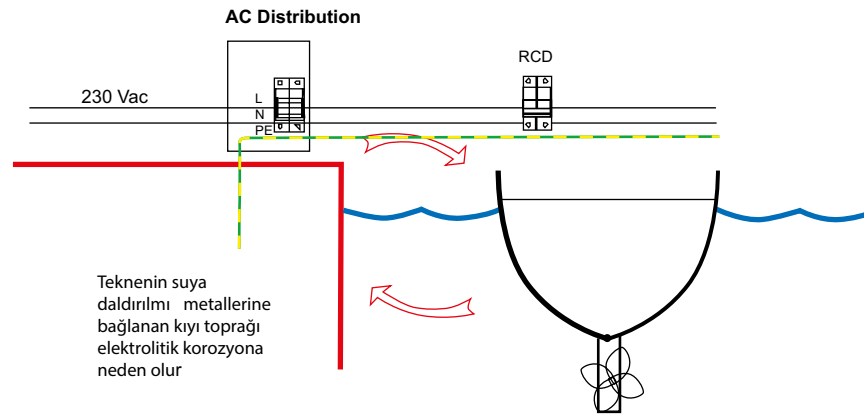 AC Distribution
RCD
230 Vac
L
N
PE
Teknenin suya
daldırılmı metallerine
bağlanan kıyı toprağı
elektrolitik korozyona
neden olur